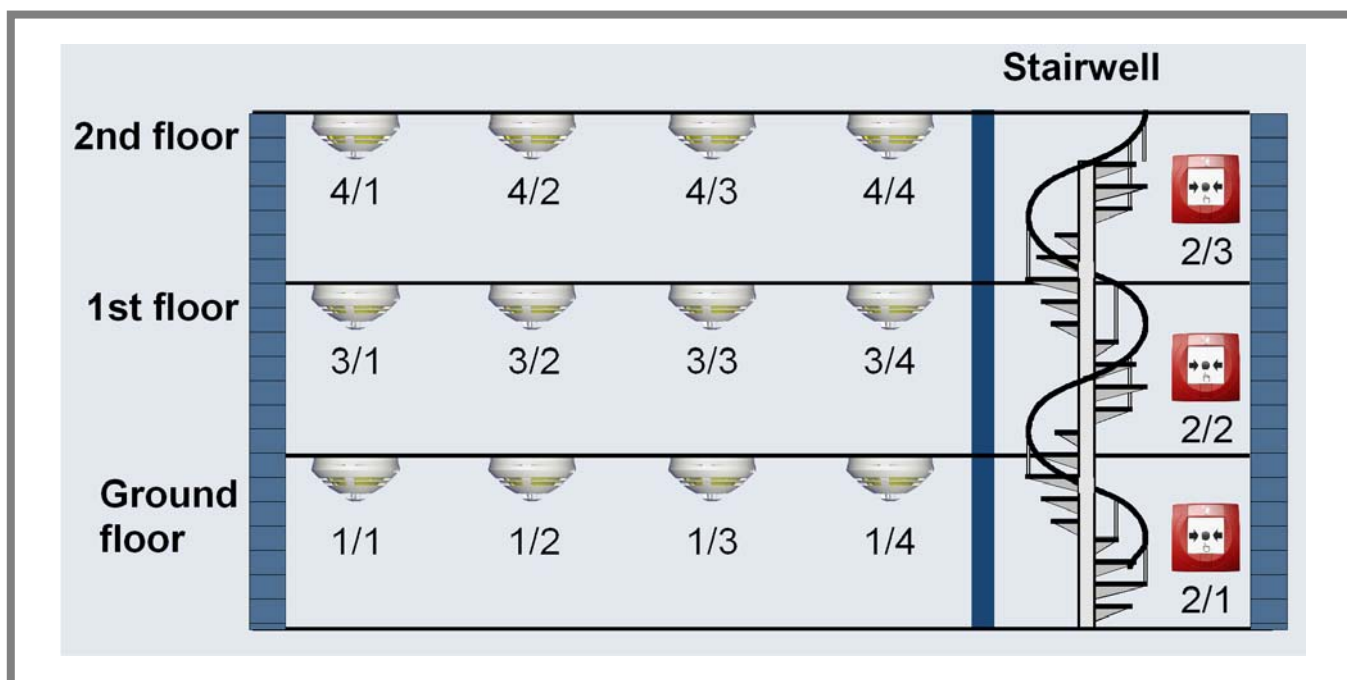 Stairwell
2nd floor
4/1 4/2 4/3 4/4
2/3
1st floor
3/1 3/2 3/3 3/4
2/2
Ground
floor
1/1 1/2 1/3 1/4
2/1